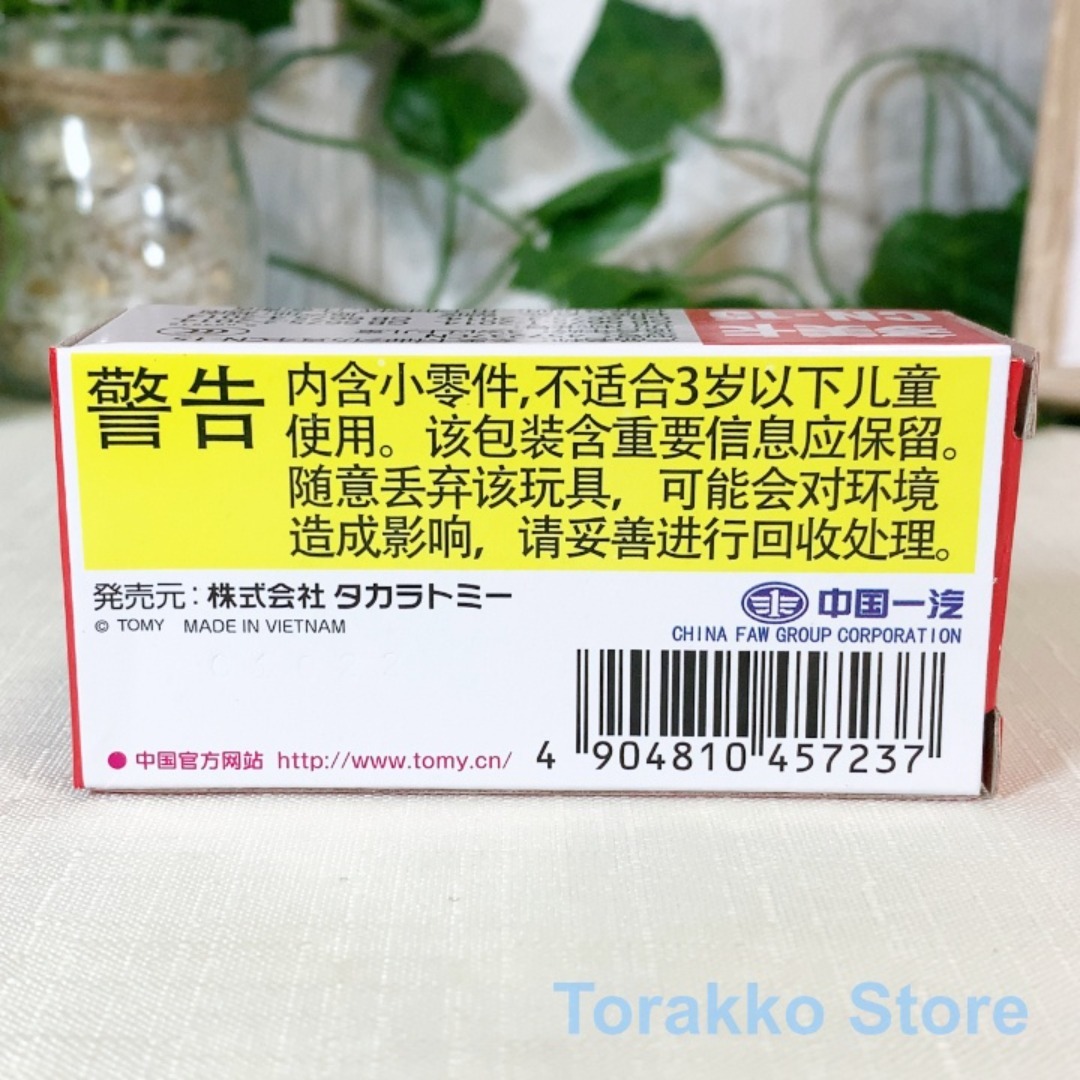 多美卡
CN-15
警告
内含小零件,不适合3岁以下儿童
使用。该包装含重要信息应保留。
随意丢弃该玩具，可能会对环境
造成影响，请妥善进行回收处理。
発売元：株式会社 タカラトミー
© TOMY MADE IN VIETNAM
中国一汽
CHINA FAW GROUP CORPORATION
● 中国官方网站 http://www.tomy.cn/
4 904810 457237
Torakko Store